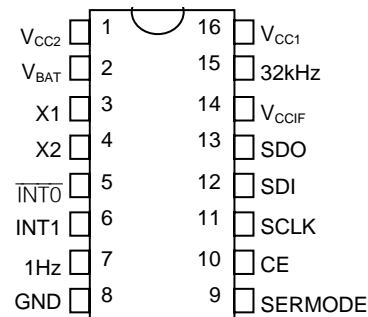 VCC2 1 16 VCC1
VBAT 2 15 32kHz
X1 3 14 VCCIF
X2 4 13 SDO
INT0 5 12 SDI
INT1 6 11 SCLK
1Hz 7 10 CE
GND 8 9 SERMODE